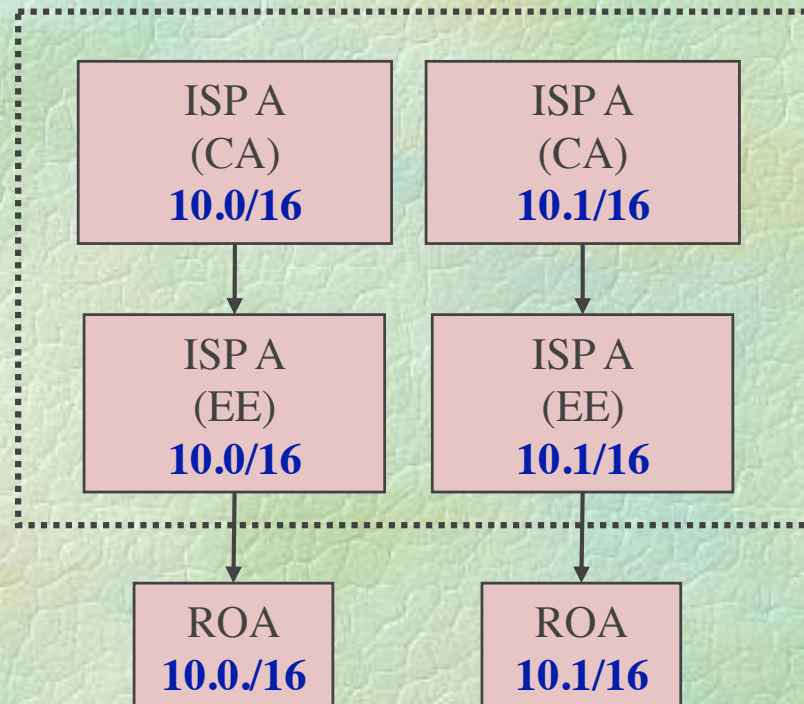 ISP A
(CA)
10.0/16
ISP A
(CA)
10.1/16
ISP A
(EE)
10.0/16
ISP A
(EE)
10.1/16
ROA
10.0./16
ROA
10.1/16